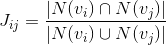 J_{ij} = \frac{|N(v_i) \cap N(v_j)|}{|N(v_i) \cup N(v_j)|}